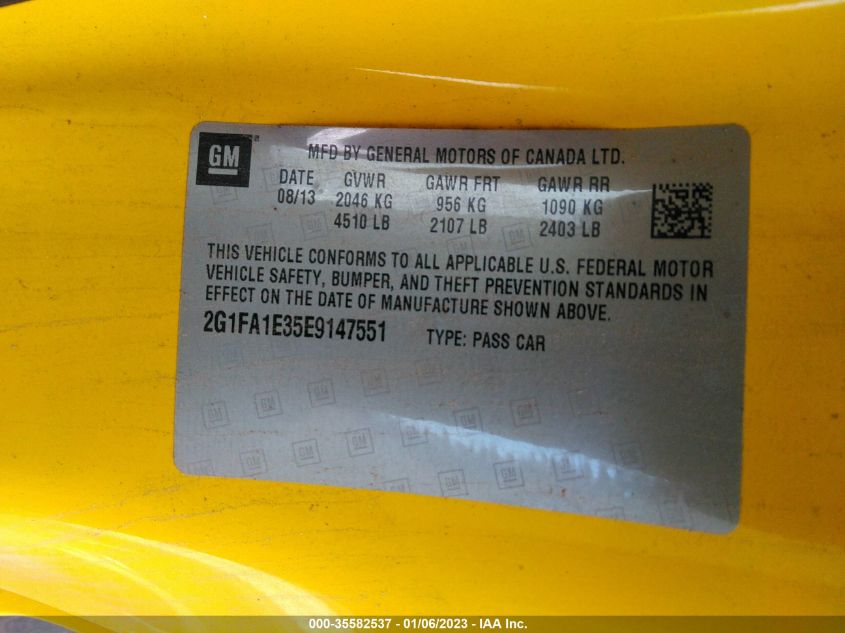 GM
MFD BY GENERAL MOTORS OF CANADA LTD.
DATE GVWR GAWR FRT GAWR RR
08/13 2046 KG 956 KG 1090 KG
4510 LB 2107 LB 2403 LB
THIS VEHICLE CONFORMS TO ALL APPLICABLE U.S. FEDERAL MOTOR
VEHICLE SAFETY, BUMPER, AND THEFT PREVENTION STANDARDS IN
EFFECT ON THE DATE OF MANUFACTURE SHOWN ABOVE.
2G1FA1E35E9147551 TYPE: PASS CAR
000-35582537 - 01/06/2023 - IAA Inc.